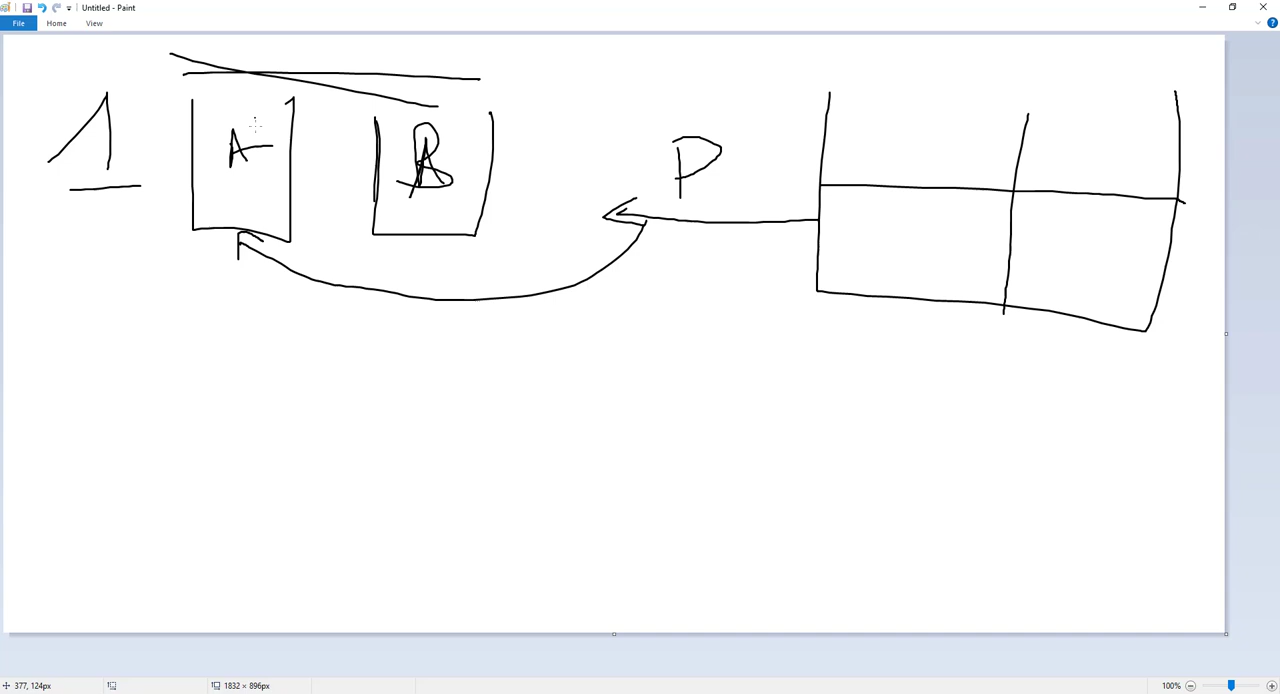 Untitled - Paint
File Home View
1 A B P
377, 124px 1832 × 896px 100%